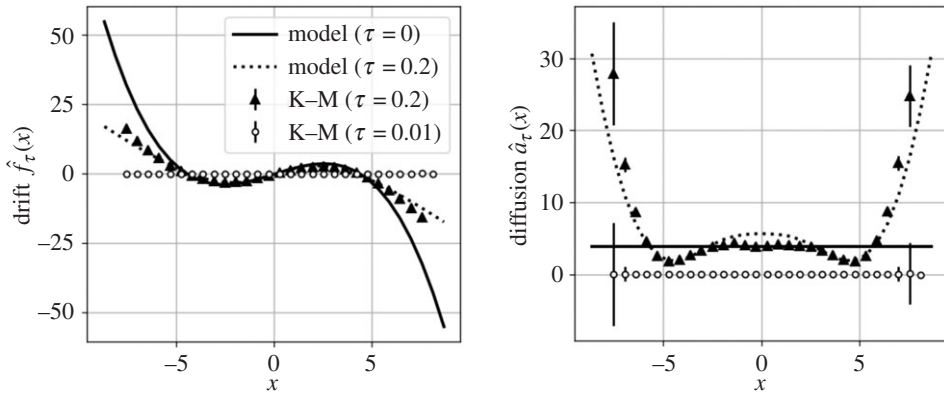 50
25
0
−25
−50
drift f̂τ(x)
−5
0
5
x
model (τ = 0)
model (τ = 0.2)
K–M (τ = 0.2)
K–M (τ = 0.01)
30
20
10
0
diffusion âτ(x)
−5
0
5
x